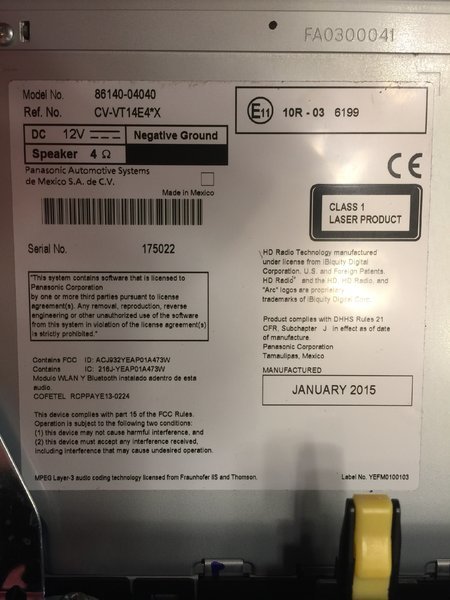 FA0300041
Model No. 86140-04040
Ref. No. CV-VT14E4*X
E11 10R - 03 6199
DC 12V Negative Ground
Speaker 4 Ω
Panasonic Automotive Systems
de Mexico S.A. de C.V.
Made in Mexico
CE
CLASS 1
LASER PRODUCT
Serial No. 175022
"This system contains software that is licensed to
Panasonic Corporation
by one or more third parties pursuant to license
agreement(s). Any removal, reproduction, reverse
engineering or other unauthorized use of the software
from this system in violation of the license agreement(s)
is strictly prohibited."
HD Radio Technology manufactured
under license from iBiquity Digital
Corporation. U.S. and Foreign Patents.
HD Radio™ and the HD, HD Radio, and
"Arc" logos are proprietary
trademarks of iBiquity Digital Corp.
Product complies with DHHS Rules 21
CFR, Subchapter J in effect as of date
of manufacture.
Panasonic Corporation
Tamaulipas, Mexico
MANUFACTURED
JANUARY 2015
Contains FCC ID: ACJ932YEAP01A473W
Contains IC: 216J-YEAP01A473W
Modulo WLAN Y Bluetooth instalado adentro de esta
audio.
COFETEL RCPPAYE13-0224
This device complies with part 15 of the FCC Rules.
Operation is subject to the following two conditions:
(1) this device may not cause harmful interference, and
(2) this device must accept any interference received,
including interference that may cause undesired operation.
MPEG Layer-3 audio coding technology licensed from Fraunhofer IIS and Thomson.
Label No. YEFM0100103